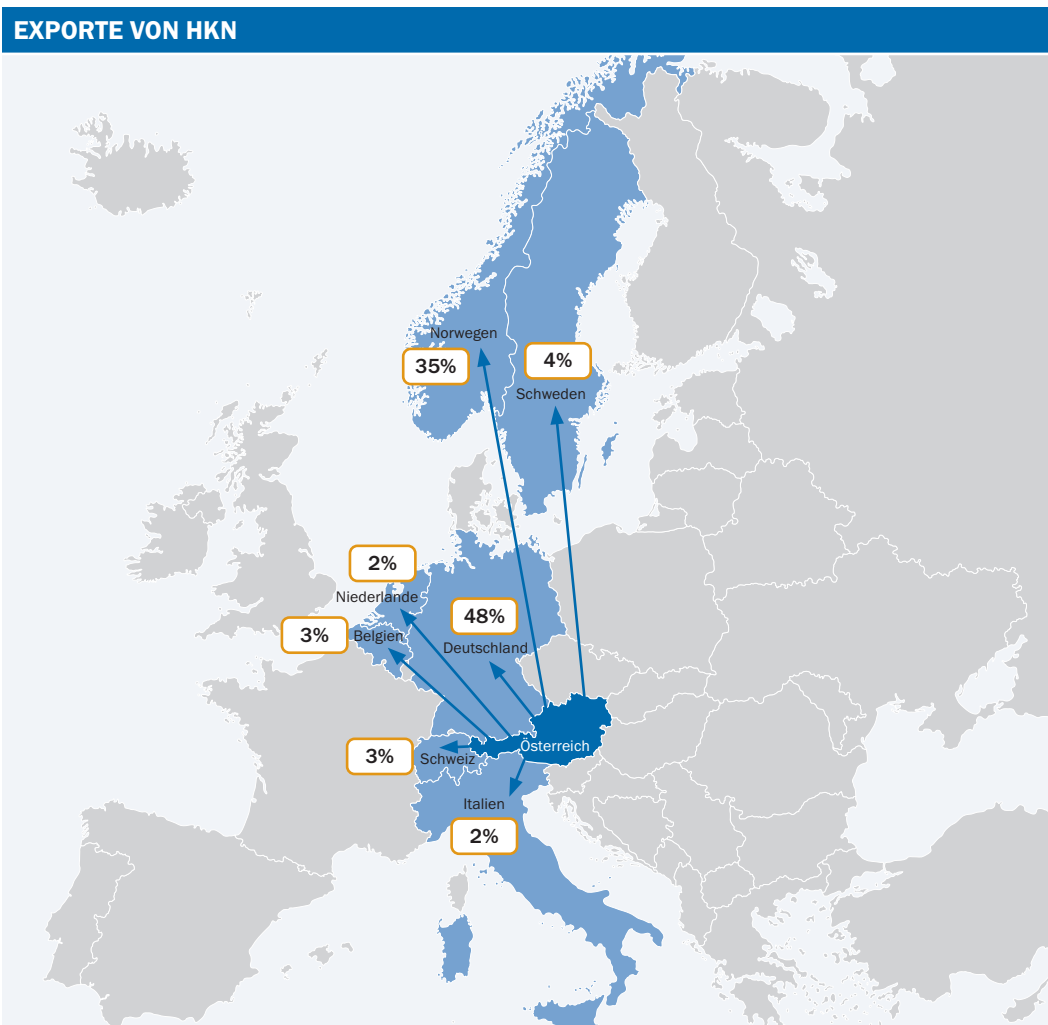 EXPORTE VON HKN
Norwegen
35%
4%
Schweden
2%
Niederlande
48%
3%
Belgien
Deutschland
Österreich
3%
Schweiz
Italien
2%